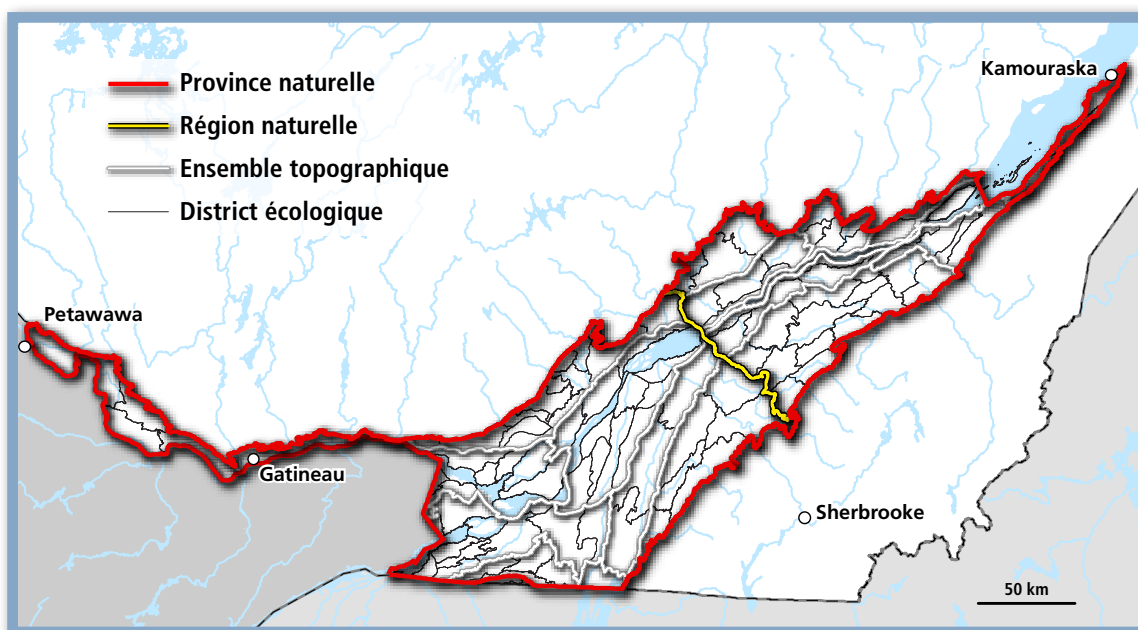 Province naturelle
Région naturelle
Ensemble topographique
District écologique
Kamouraska
Petawawa
Gatineau
Sherbrooke
50 km